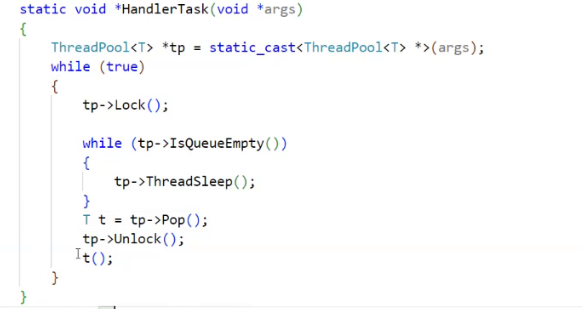 static void *HandlerTask(void *args)
{
ThreadPool<T> *tp = static_cast<ThreadPool<T> *>(args);
while (true)
{
tp->Lock();
while (tp->IsQueueEmpty())
{
tp->ThreadSleep();
}
T t = tp->Pop();
tp->Unlock();
t();
}
}